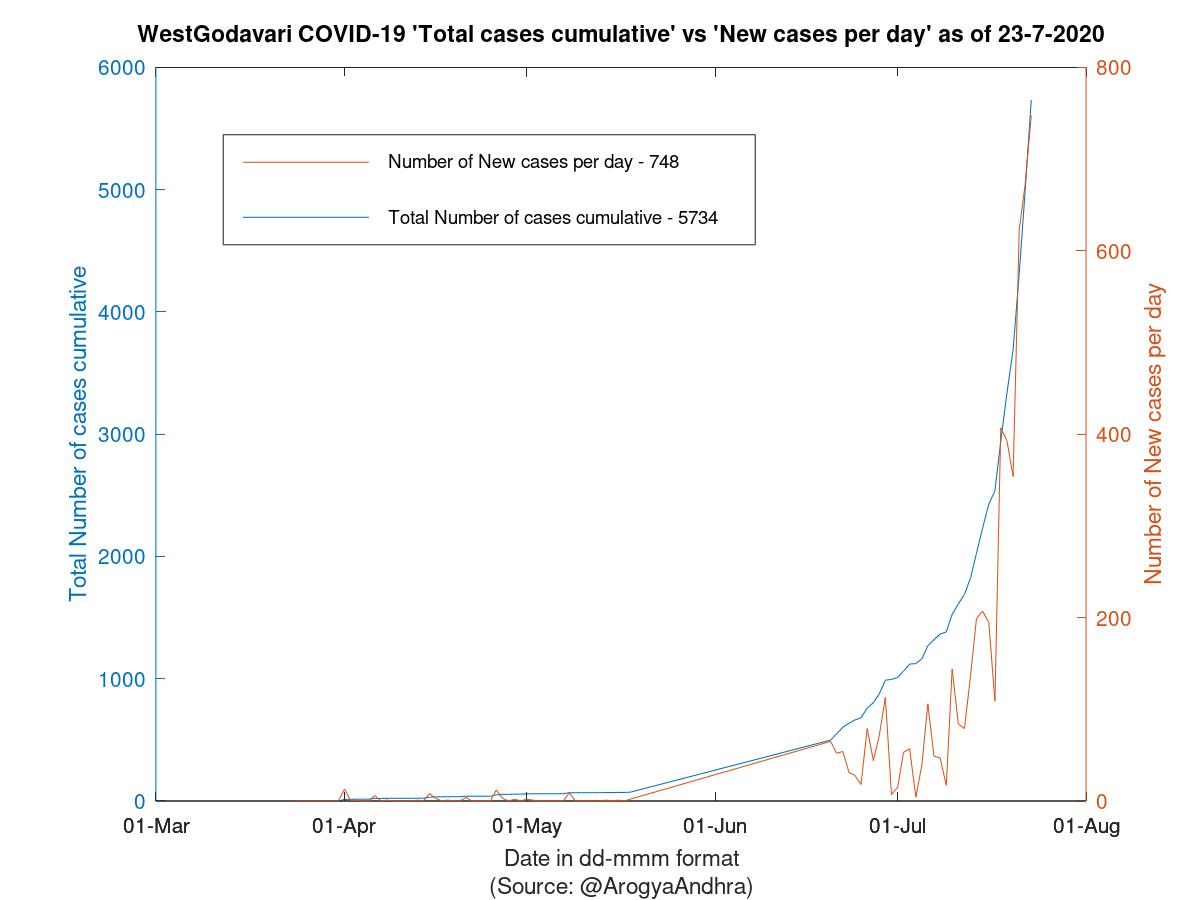 WestGodavari COVID-19 'Total cases cumulative' vs 'New cases per day' as of 23-7-2020
6000
5000
4000
3000
2000
1000
0
Total Number of cases cumulative
Number of New cases per day - 748
Total Number of cases cumulative - 5734
800
600
400
200
0
Number of New cases per day
01-Mar 01-Apr 01-May 01-Jun 01-Jul 01-Aug
Date in dd-mmm format
(Source: @ArogyaAndhra)